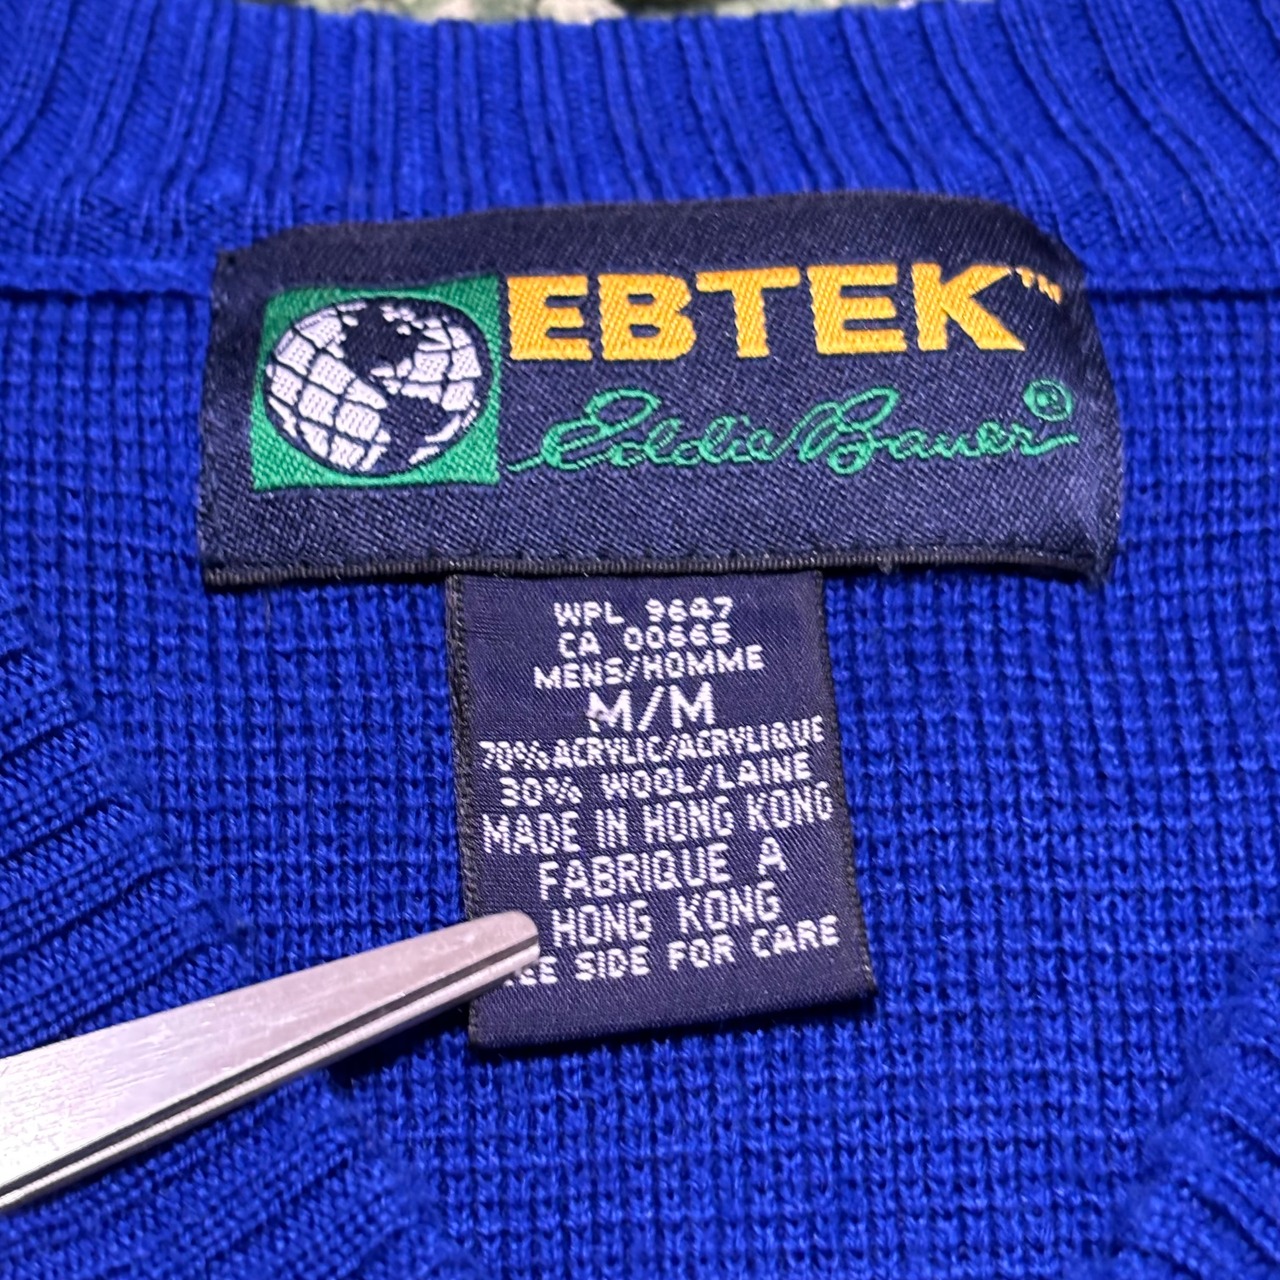 EBTEK™
Eddie Bauer®
WPL 9647
CA 00665
MENS/HOMME
M/M
70% ACRYLIC/ACRYLIQUE
30% WOOL/LAINE
MADE IN HONG KONG
FABRIQUE A
HONG KONG
SIDE FOR CARE